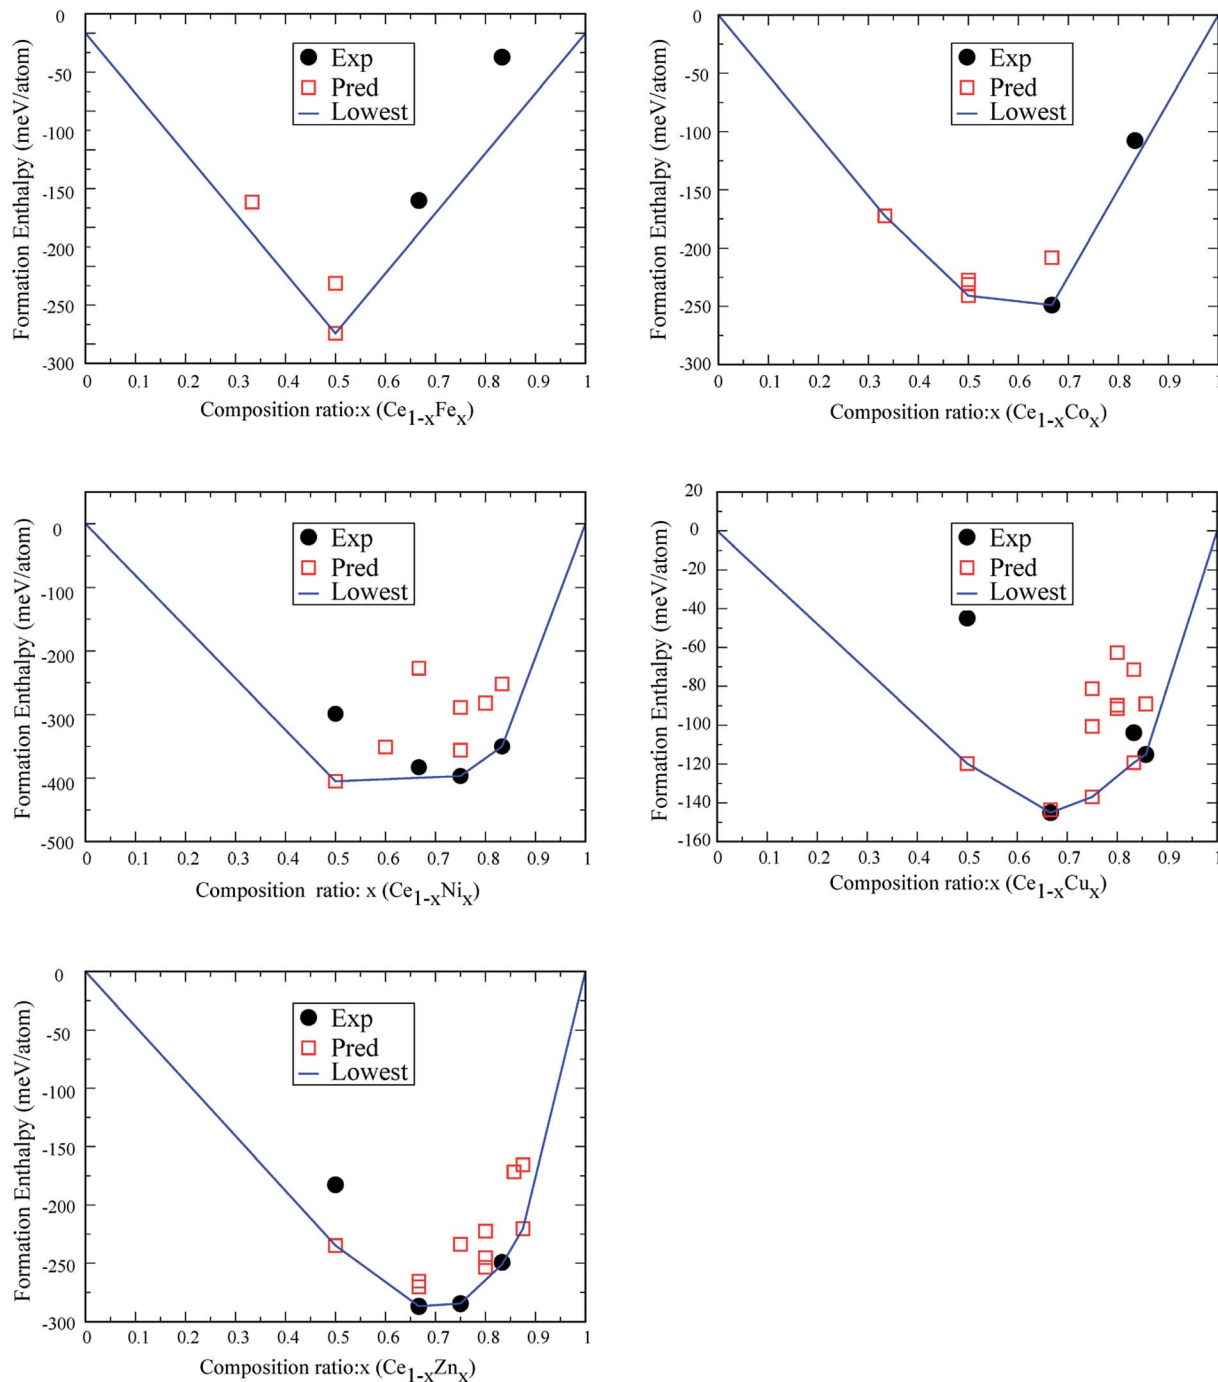 Exp
Pred
Lowest
Formation Enthalpy (meV/atom)
-50
-100
-150
-200
-250
-300
0 0.1 0.2 0.3 0.4 0.5 0.6 0.7 0.8 0.9 1
Composition ratio:x (Ce1-xFex)
Exp
Pred
Lowest
Formation Enthalpy (meV/atom)
0
-50
-100
-150
-200
-250
-300
0 0.1 0.2 0.3 0.4 0.5 0.6 0.7 0.8 0.9 1
Composition ratio:x (Ce1-xCox)
Exp
Pred
Lowest
Formation Enthalpy (meV/atom)
0
-100
-200
-300
-400
-500
0 0.1 0.2 0.3 0.4 0.5 0.6 0.7 0.8 0.9 1
Composition ratio: x (Ce1-xNix)
Exp
Pred
Lowest
Formation Enthalpy (meV/atom)
20
0
-20
-40
-60
-80
-100
-120
-140
-160
0 0.1 0.2 0.3 0.4 0.5 0.6 0.7 0.8 0.9 1
Composition ratio:x (Ce1-xCux)
Exp
Pred
Lowest
Formation Enthalpy (meV/atom)
0
-50
-100
-150
-200
-250
-300
0 0.1 0.2 0.3 0.4 0.5 0.6 0.7 0.8 0.9 1
Composition ratio:x (Ce1-xZnx)